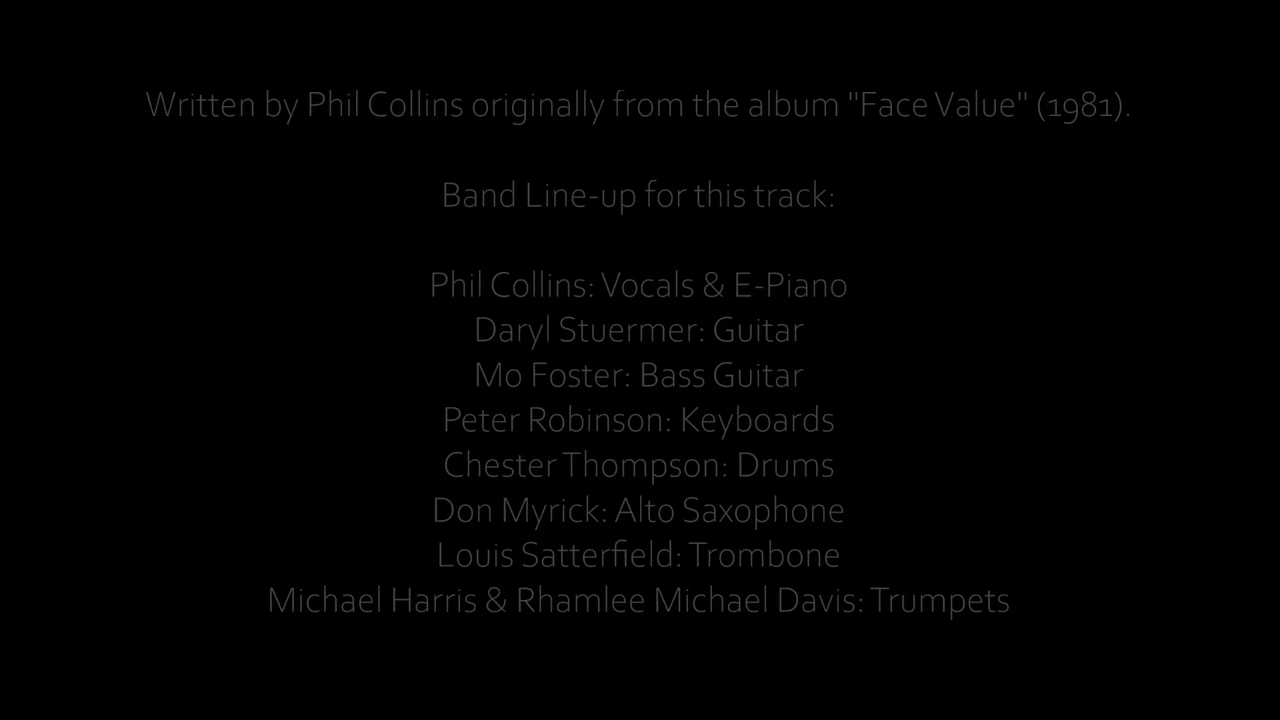 Written by Phil Collins originally from the album "Face Value" (1981).
Band Line-up for this track:
Phil Collins: Vocals & E-Piano
Daryl Stuermer: Guitar
Mo Foster: Bass Guitar
Peter Robinson: Keyboards
Chester Thompson: Drums
Don Myrick: Alto Saxophone
Louis Satterfield: Trombone
Michael Harris & Rhamlee Michael Davis: Trumpets